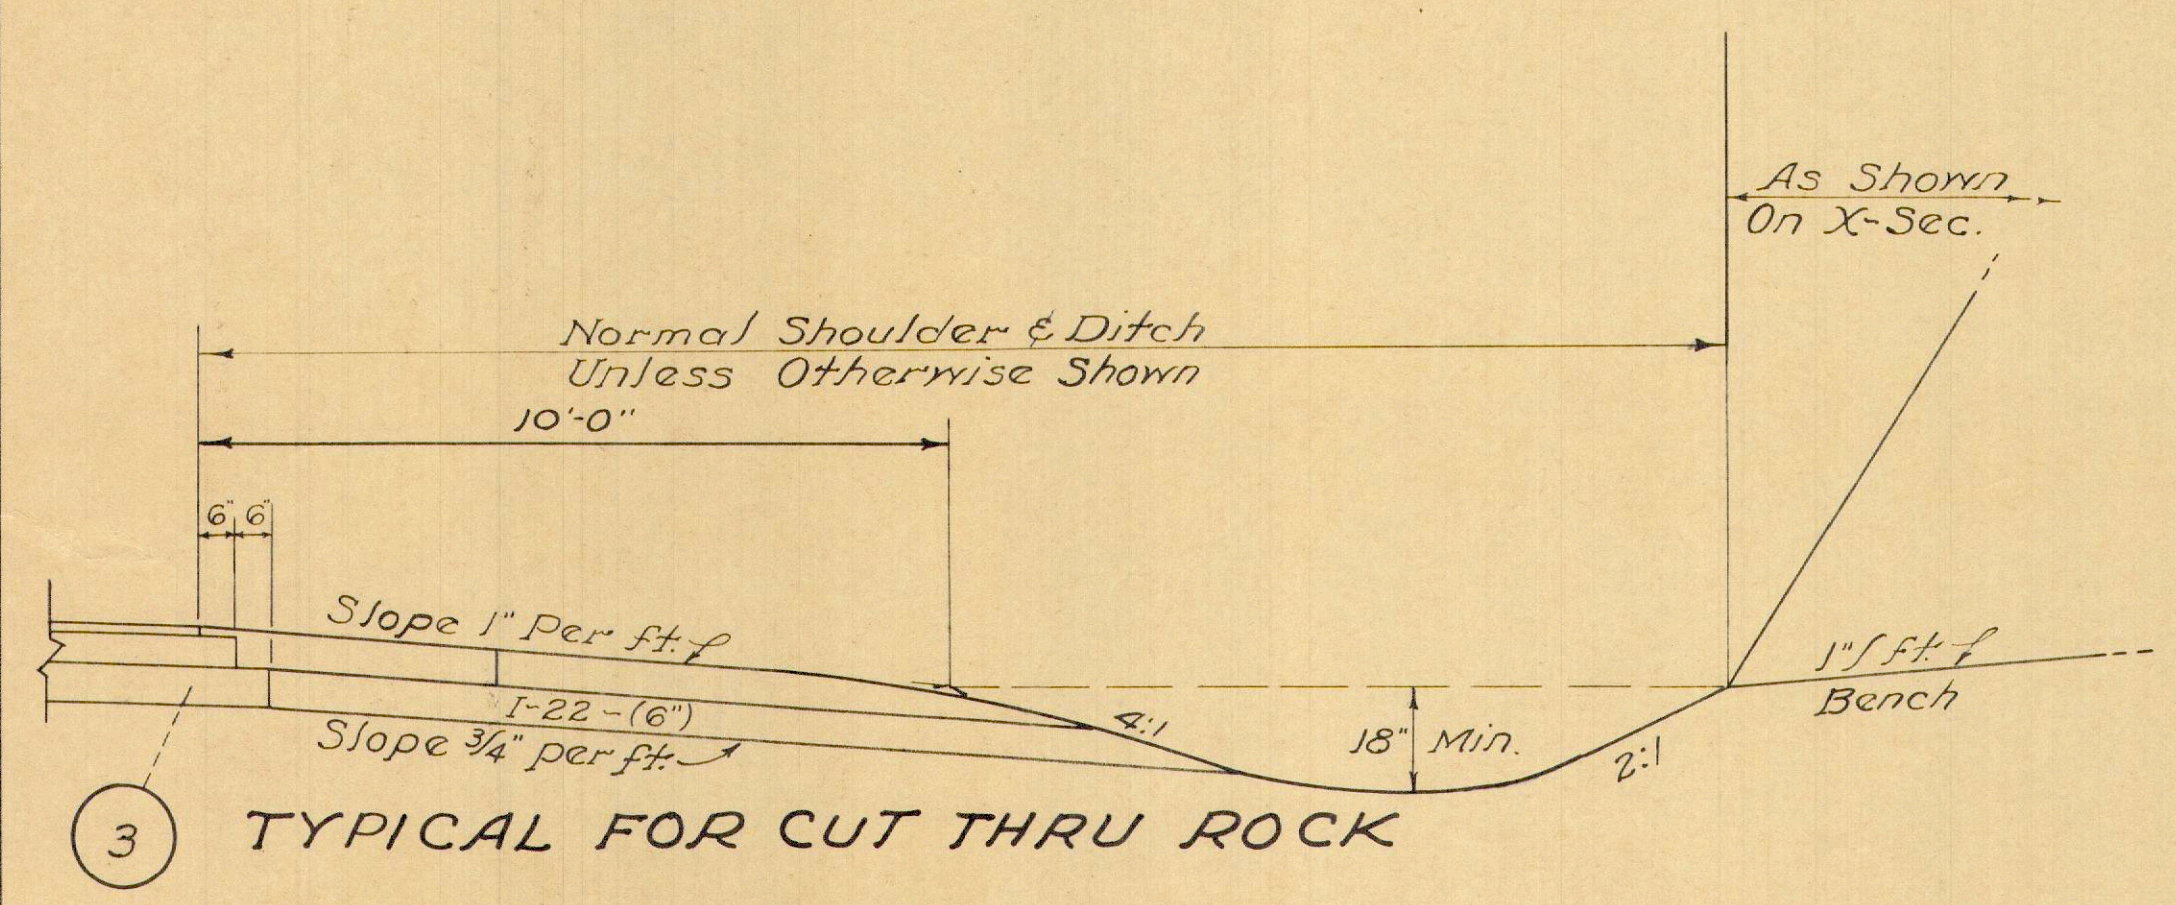 As Shown
On X-Sec.
Normal Shoulder & Ditch
Unless Otherwise Shown
10'-0"
6" 6"
Slope 1" Per ft.
1"/ft.
Bench
I-22-(6")
Slope 3/4" per ft.
4:1
18" Min.
2:1
3 TYPICAL FOR CUT THRU ROCK